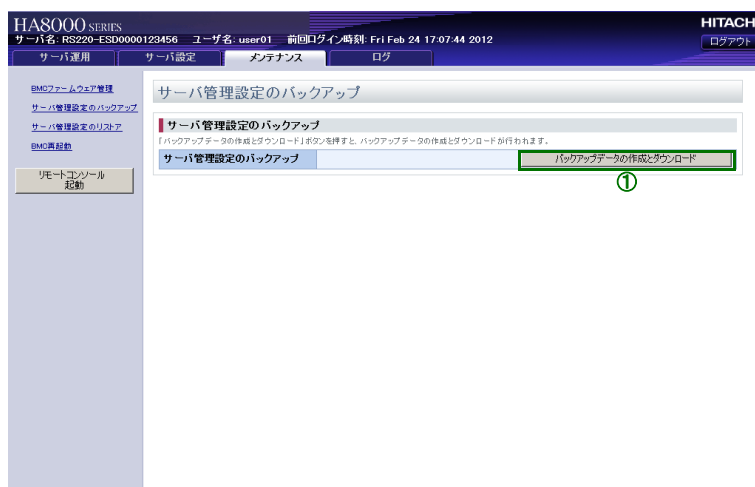 HA8000 SERIES
HITACHI
サーバ名: RS220-ESD0000123456 ユーザ名: user01 前回ログイン時刻: Fri Feb 24 17:07:44 2012
ログアウト
サーバ運用 サーバ設定 メンテナンス ログ
BMCファームウェア管理
サーバ管理設定のバックアップ
サーバ管理設定のリストア
BMC再起動
リモートコンソール
起動
サーバ管理設定のバックアップ
サーバ管理設定のバックアップ
「バックアップデータの作成とダウンロード」ボタンを押すと、バックアップデータの作成とダウンロードが行われます。
サーバ管理設定のバックアップ バックアップデータの作成とダウンロード
①